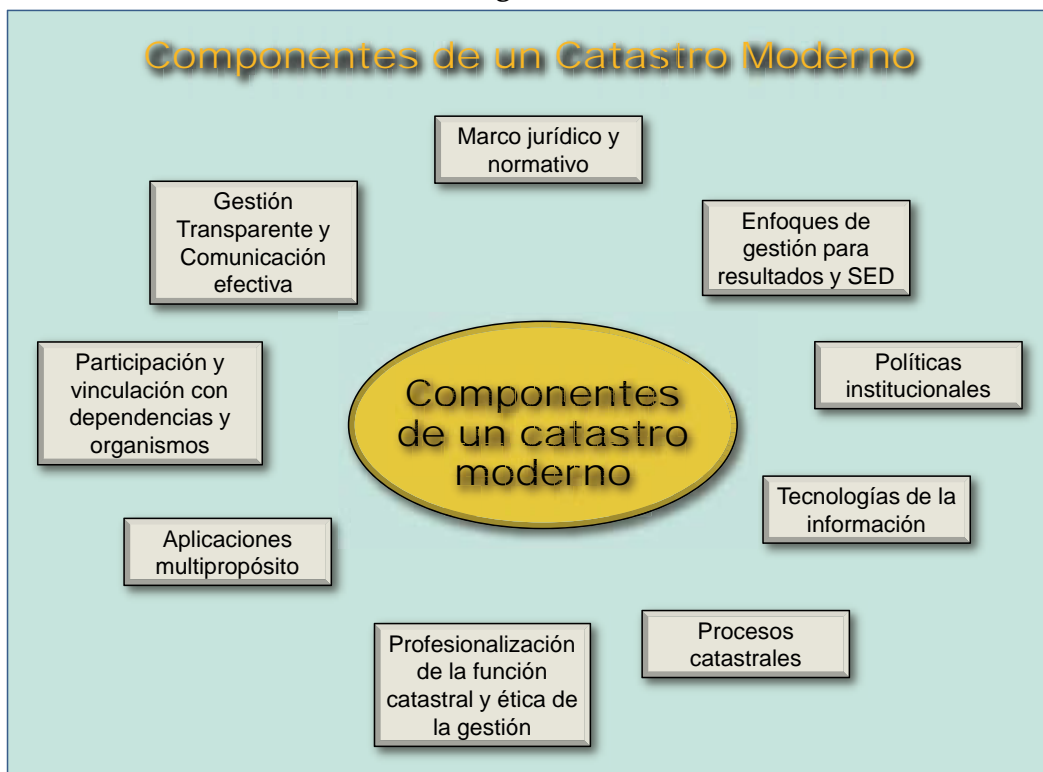 Componentes de un Catastro Moderno
Marco jurídico y
normativo
Gestión
Transparente y
Comunicación
efectiva
Enfoques de
gestión para
resultados y SED
Participación y
vinculación con
dependencias y
organismos
Políticas
institucionales
Componentes
de un catastro
moderno
Tecnologías de la
información
Aplicaciones
multipropósito
Procesos
catastrales
Profesionalización
de la función
catastral y ética de
la gestión